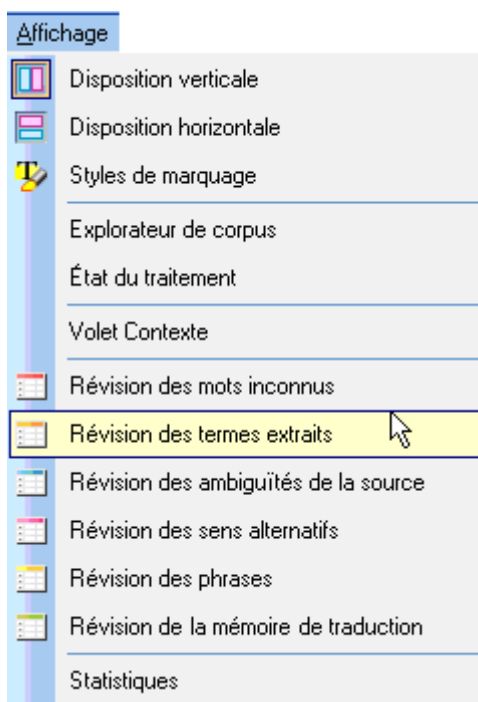 Affichage
Disposition verticale
Disposition horizontale
Styles de marquage
Explorateur de corpus
État du traitement
Volet Contexte
Révision des mots inconnus
Révision des termes extraits
Révision des ambiguïtés de la source
Révision des sens alternatifs
Révision des phrases
Révision de la mémoire de traduction
Statistiques